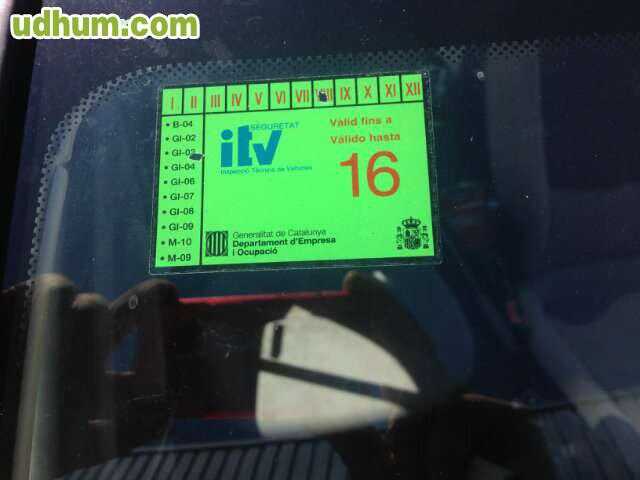 udhum.com
I II III IV V VI VII VIII IX X XI XII
• B-04
• GI-02
• GI-03
• GI-04
• GI-06
• GI-07
• GI-08
• GI-09
• M-10
• M-09
SEGURETAT
itv
Inspecció Tècnica de Vehicles
Vàlid fins a
Válido hasta
16
Generalitat de Catalunya
Departament d'Empresa
i Ocupació